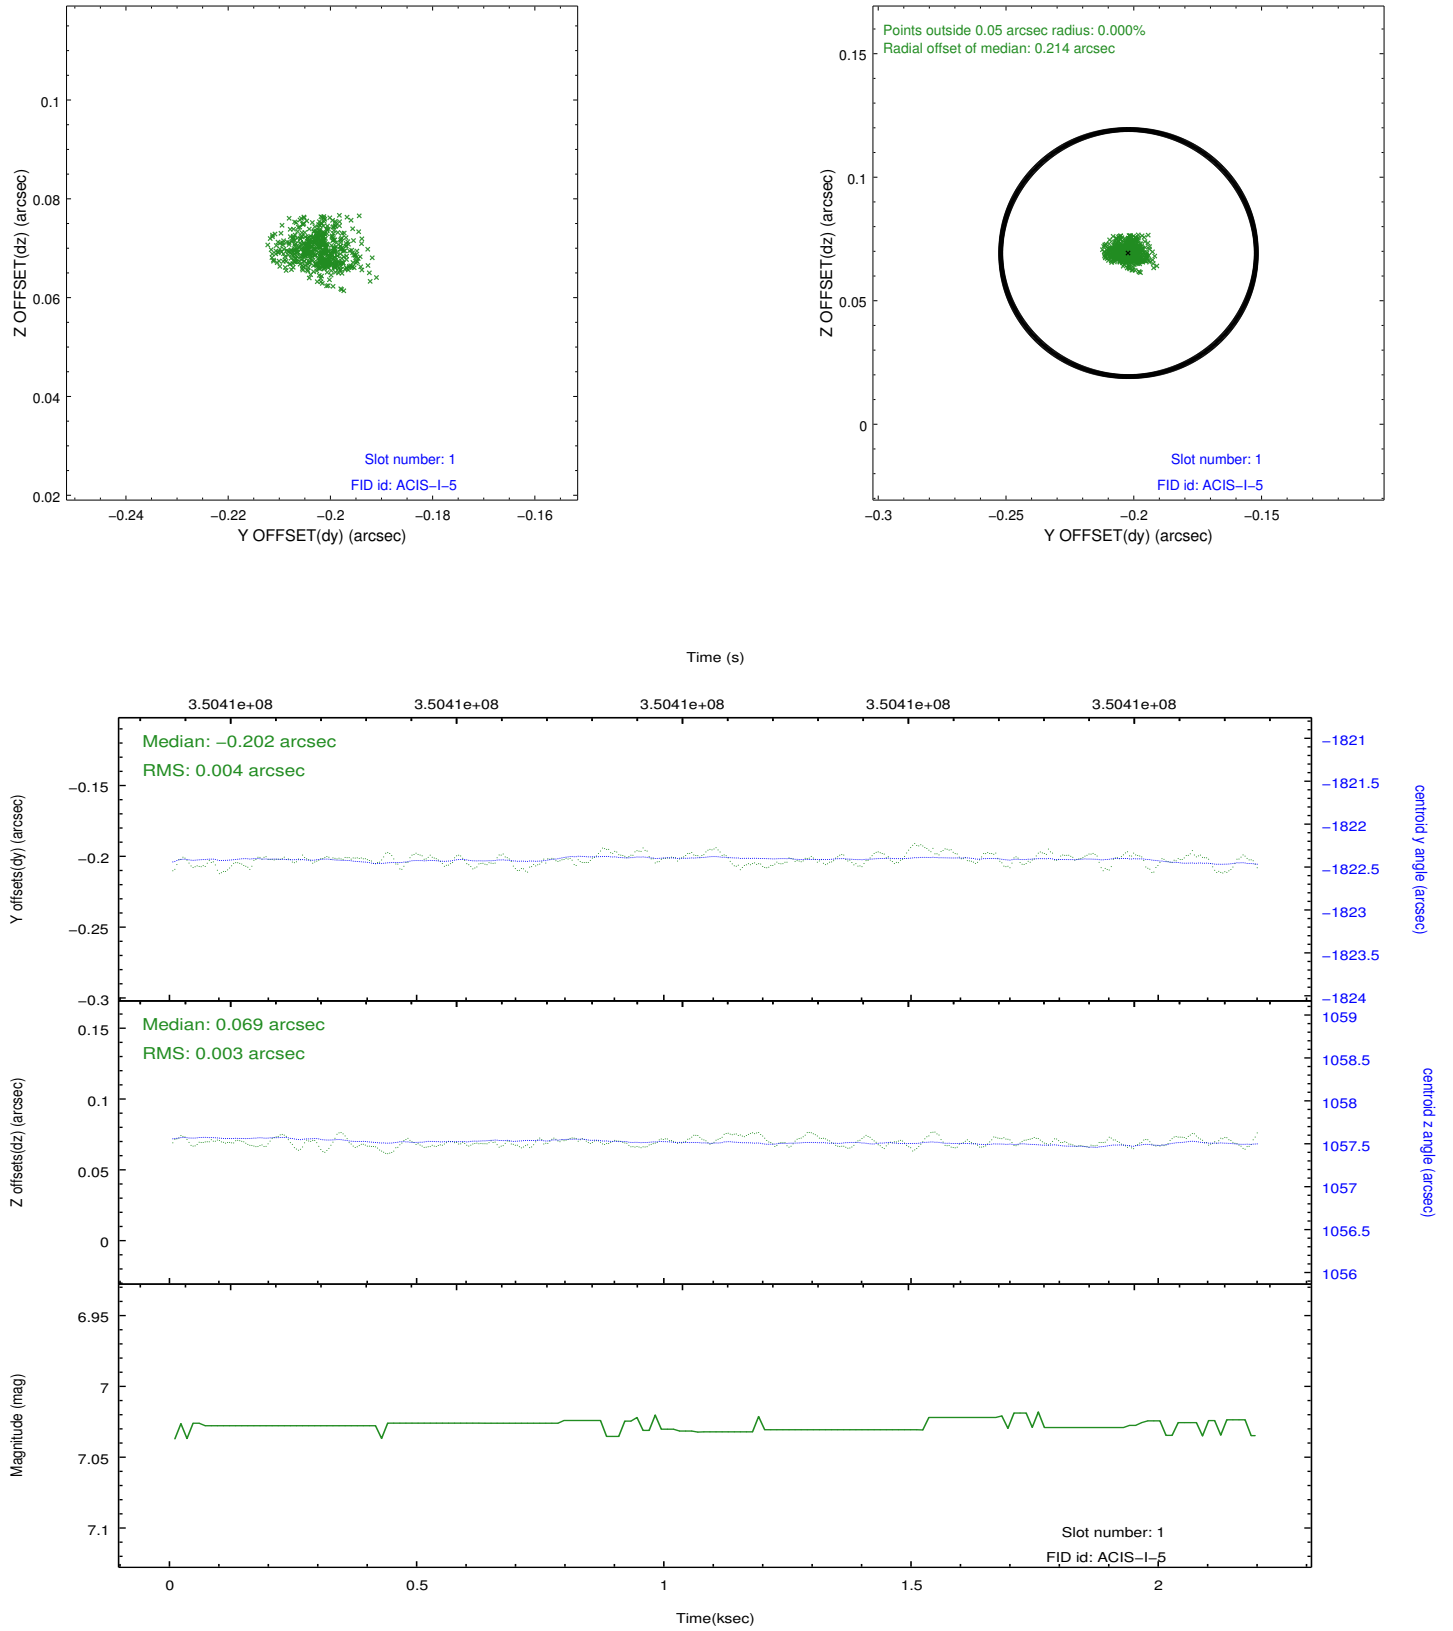 0.1
0.08
0.06
0.04
0.02
Z OFFSET(dz) (arcsec)
−0.24
−0.22
−0.2
−0.18
−0.16
Y OFFSET(dy) (arcsec)
Slot number: 1
FID id: ACIS−I−5
Points outside 0.05 arcsec radius: 0.000%
Radial offset of median: 0.214 arcsec
0.15
0.1
0.05
0
Z OFFSET(dz) (arcsec)
−0.3
−0.25
−0.2
−0.15
Y OFFSET(dy) (arcsec)
Slot number: 1
FID id: ACIS−I−5
Time (s)
3.5041e+08
3.5041e+08
3.5041e+08
3.5041e+08
3.5041e+08
Median: −0.202 arcsec
RMS: 0.004 arcsec
−0.15
−0.2
−0.25
−0.3
Y offsets(dy) (arcsec)
−1821
−1821.5
−1822
−1822.5
−1823
−1823.5
−1824
centroid y angle (arcsec)
Median: 0.069 arcsec
RMS: 0.003 arcsec
0.15
0.1
0.05
0
Z offsets(dz) (arcsec)
1059
1058.5
1058
1057.5
1057
1056.5
1056
centroid z angle (arcsec)
6.95
7
7.05
7.1
Magnitude (mag)
Slot number: 1
FID id: ACIS−I−5
0
0.5
1
1.5
2
Time(ksec)